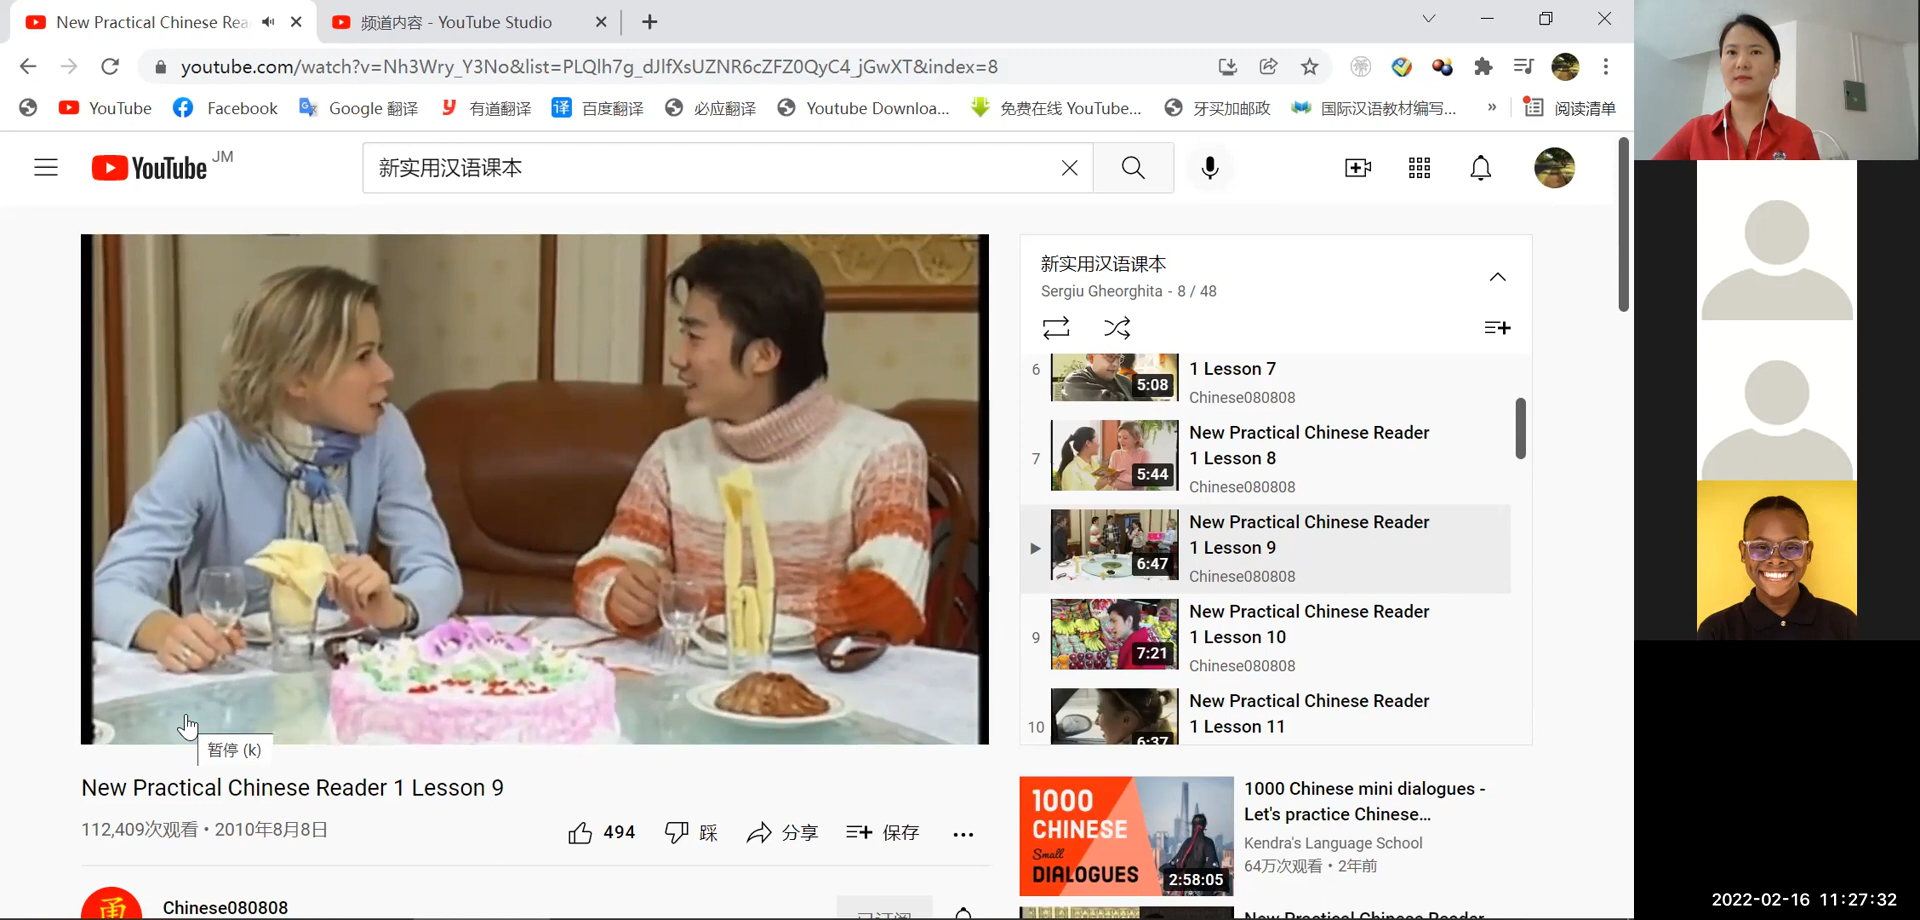 New Practical Chinese Rea
频道内容 - YouTube Studio
youtube.com/watch?v=Nh3Wry_Y3No&list=PLQlh7g_dJlfXsUZNR6cZFZ0QyC4_jGwXT&index=8
YouTube
Facebook
Google 翻译
有道翻译
百度翻译
必应翻译
Youtube Downloa...
免费在线 YouTube...
牙买加邮政
国际汉语教材编写...
»
阅读清单
YouTube JM
新实用汉语课本
新实用汉语课本
Sergiu Gheorghita - 8 / 48
6
5:08
1 Lesson 7
Chinese080808
7
5:44
New Practical Chinese Reader
1 Lesson 8
Chinese080808
6:47
New Practical Chinese Reader
1 Lesson 9
Chinese080808
9
7:21
New Practical Chinese Reader
1 Lesson 10
Chinese080808
10
6:37
New Practical Chinese Reader
1 Lesson 11
暂停 (k)
New Practical Chinese Reader 1 Lesson 9
112,409次观看 • 2010年8月8日
494
踩
分享
保存
Chinese080808
已订阅
1000
CHINESE
Small
DIALOGUES
2:58:05
1000 Chinese mini dialogues -
Let's practice Chinese...
Kendra's Language School
64万次观看 • 2年前
New Practical Chinese Reader
2022-02-16 11:27:32